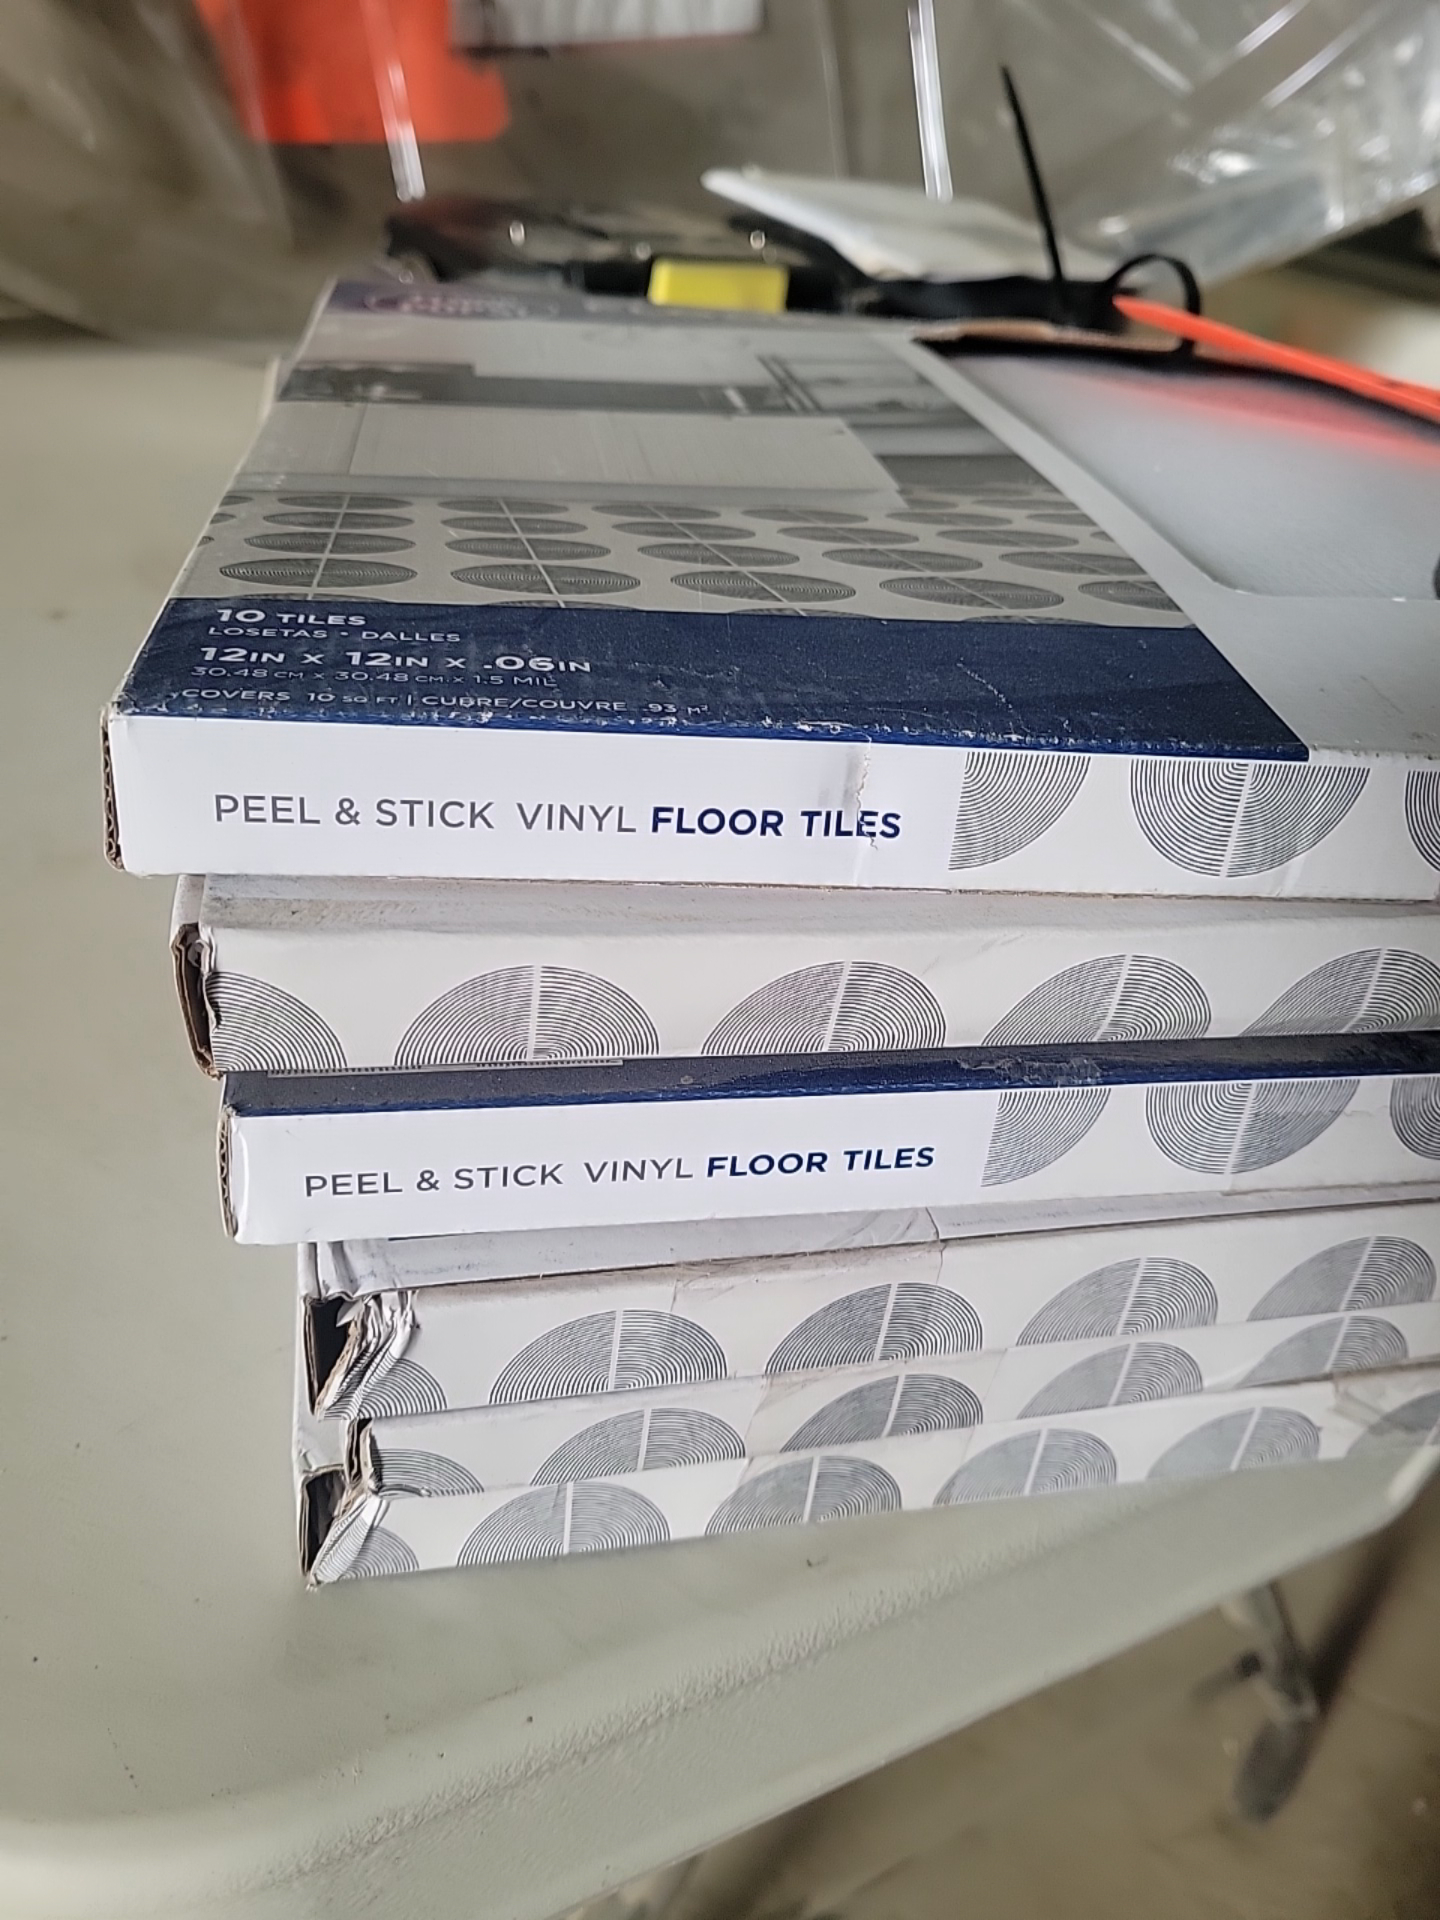 10 TILES
LOSETAS • DALLES
12IN X 12IN X .06IN
30.48 CM X 30.48 CM X 1.5 MIL
COVERS 10 SQ FT | CUBRE/COUVRE .93 M²
PEEL & STICK VINYL FLOOR TILES
PEEL & STICK VINYL FLOOR TILES